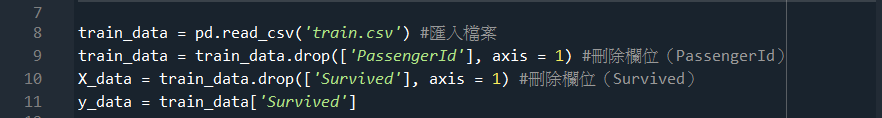 7
8 train_data = pd.read_csv('train.csv') #匯入檔案
9 train_data = train_data.drop(['PassengerId'], axis = 1) #刪除欄位（PassengerId）
10 X_data = train_data.drop(['Survived'], axis = 1) #刪除欄位（Survived）
11 y_data = train_data['Survived']